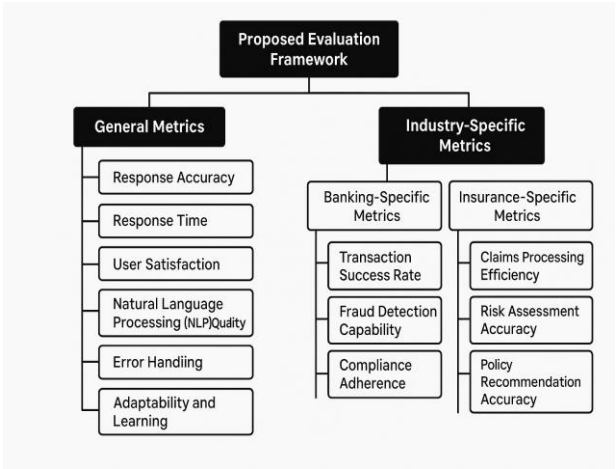 Proposed Evaluation
Framework
General Metrics
Response Accuracy
Response Time
User Satisfaction
Natural Language
Processing (NLP)Qudity
Error Handiing
Adaptability and
Learning
Industry-Specific
Metrics
Banking-Specific
Metrics
Transaction
Success Rate
Fraud Detection
Capability
Compliance
Adherence
Insurance-Specific
Metrics
Claims Processing
Efficiency
Risk Assessment
Accuracy
Policy
Recommendation
Accuracy